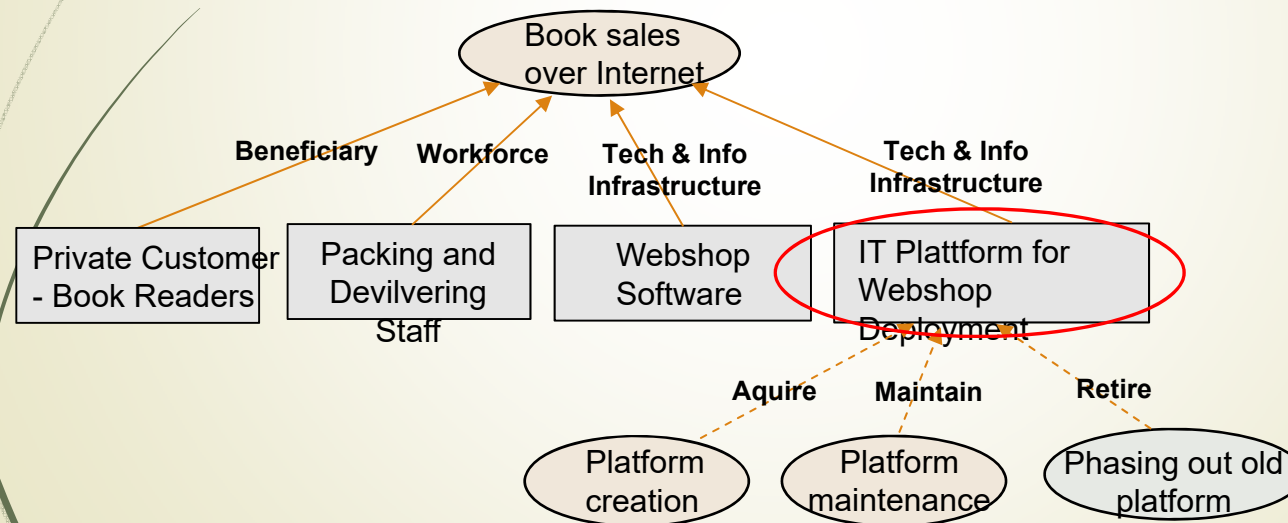 Book sales
over Internet
Beneficiary
Workforce
Tech & Info
Infrastructure
Tech & Info
Infrastructure
Private Customer
- Book Readers
Packing and
Devilvering
Staff
Webshop
Software
IT Plattform for
Webshop
Deployment
Aquire
Maintain
Retire
Platform
creation
Platform
maintenance
Phasing out old
platform